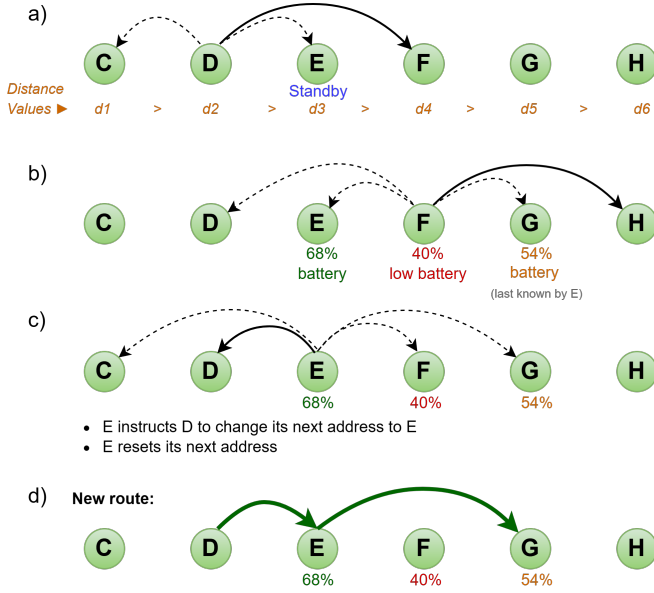 a)
C D E F G H
Standby
Distance
Values ► d1 > d2 > d3 > d4 > d5 > d6
b)
C D E F G H
68% 40% 54%
battery low battery battery
(last known by E)
c)
C D E F G H
68% 40% 54%
• E instructs D to change its next address to E
• E resets its next address
d) New route:
C D E F G H
68% 40% 54%